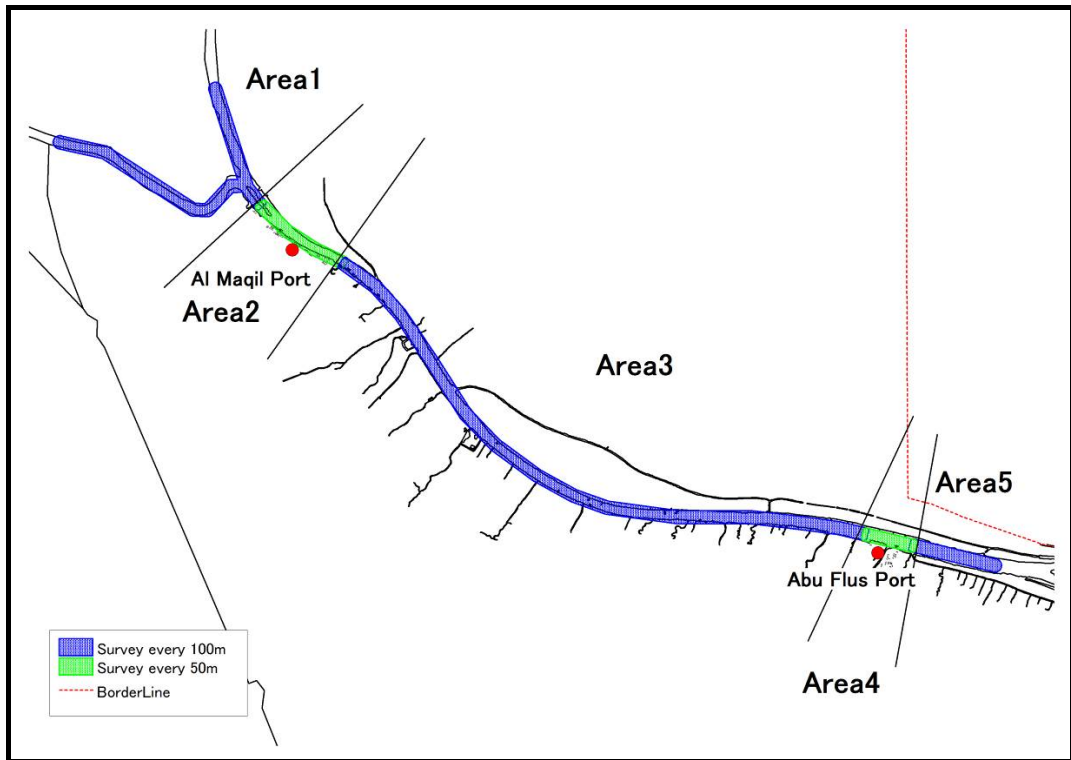 Area1
Al Maqil Port
Area2
Area3
Area5
Abu Flus Port
Area4
Survey every 100m
Survey every 50m
BorderLine